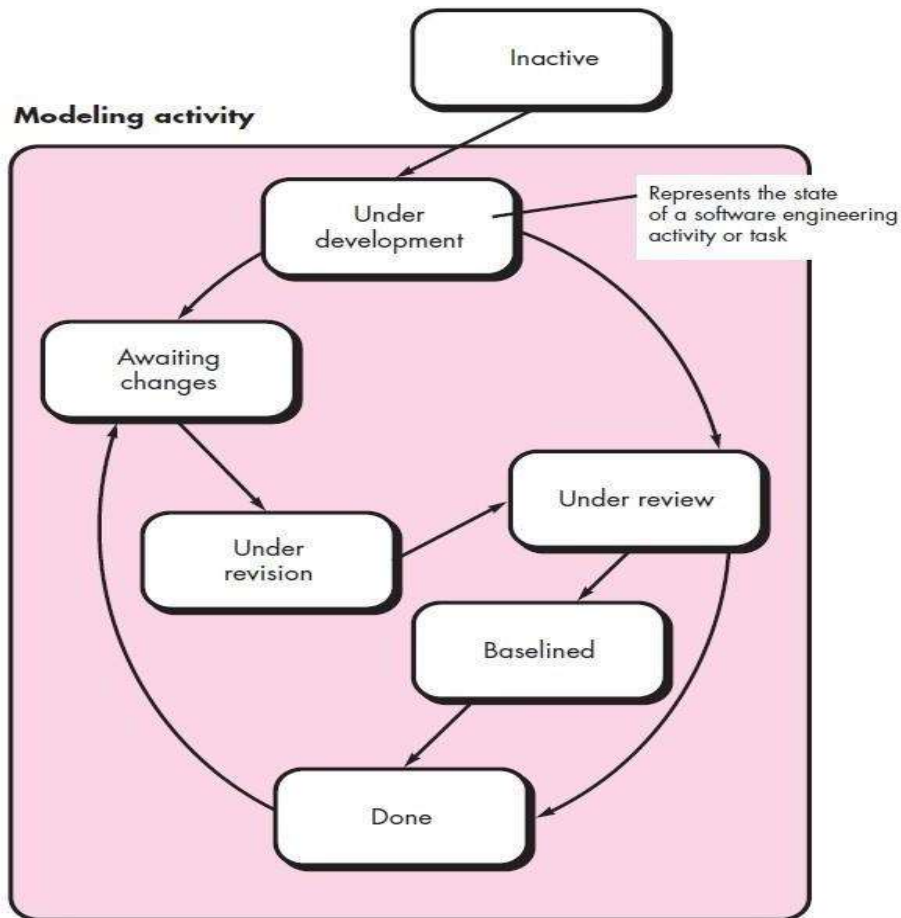 Inactive
Modeling activity
Under
development
Represents the state
of a software engineering
activity or task
Awaiting
changes
Under review
Under
revision
Baselined
Done